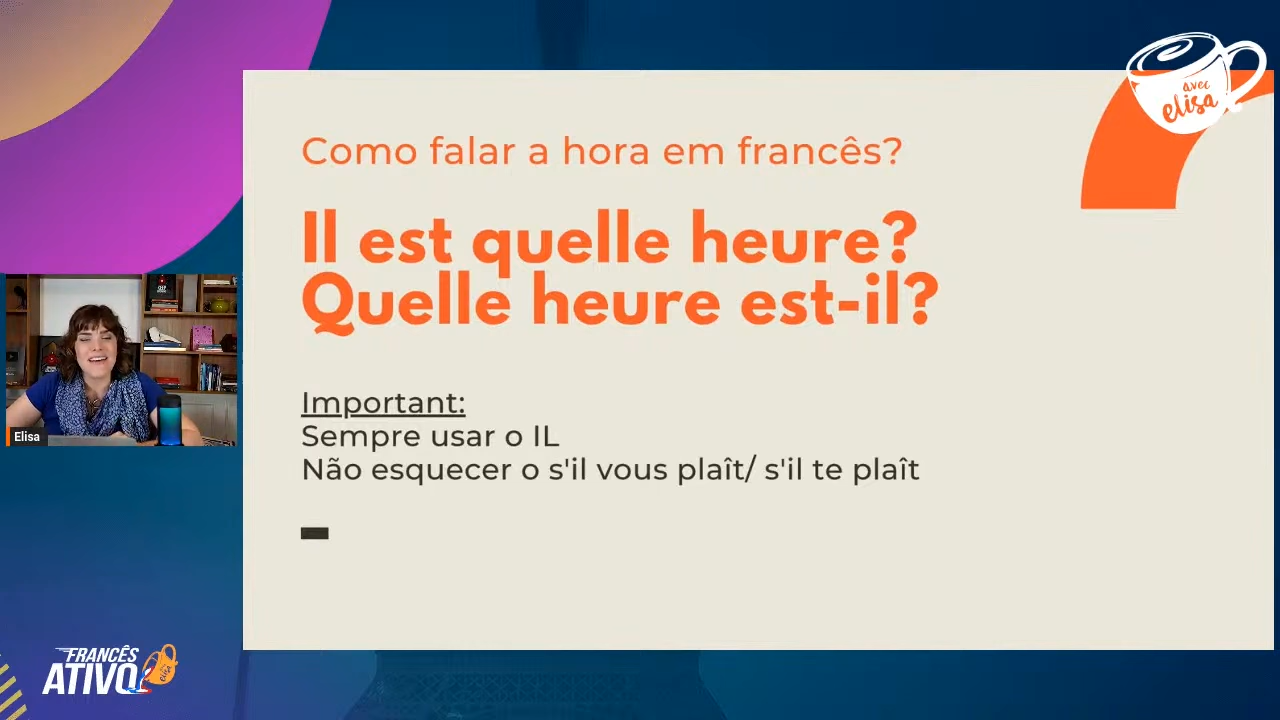 avec
elisa
Como falar a hora em francês?
Il est quelle heure?
Quelle heure est-il?
Important:
Sempre usar o IL
Não esquecer o s'il vous plaît/ s'il te plaît
Elisa
FRANCÊS
ATIVO
elisa